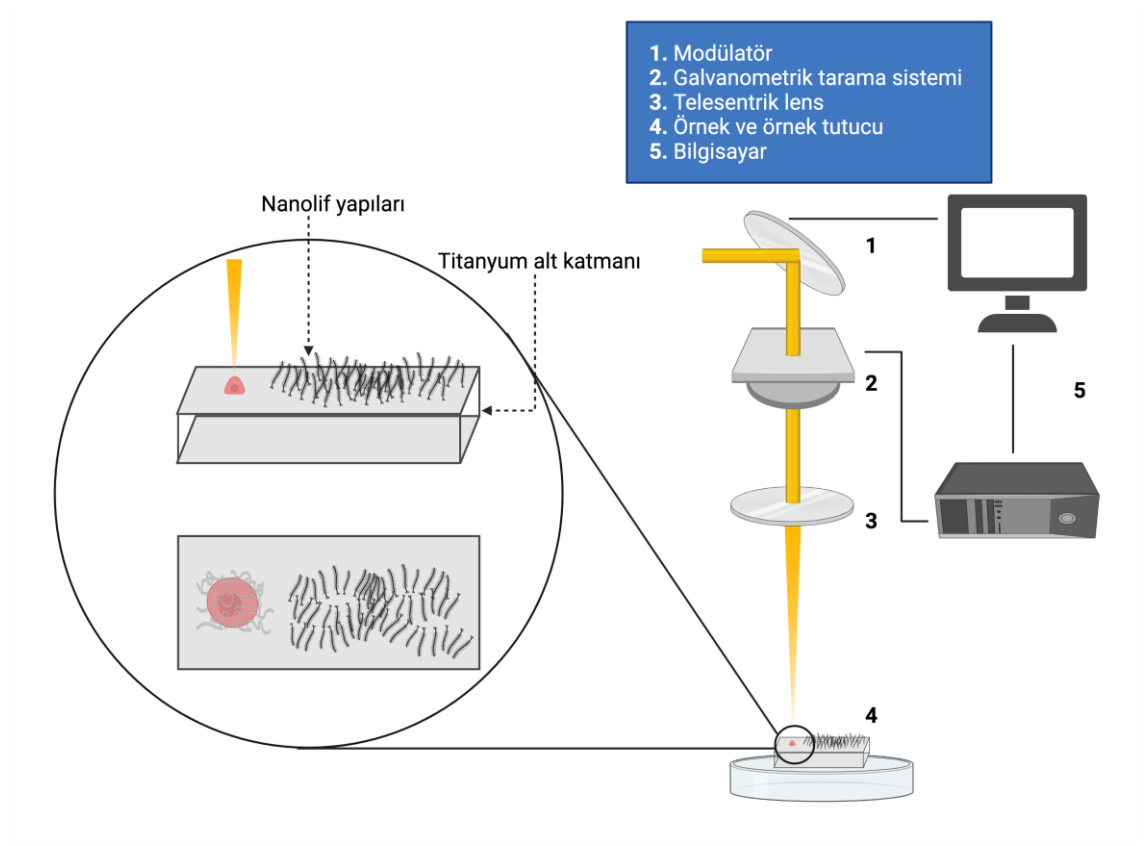 1. Modülatör
2. Galvanometrik tarama sistemi
3. Telesentrik lens
4. Örnek ve örnek tutucu
5. Bilgisayar
Nanolif yapıları
Titanyum alt katmanı
1
2
5
3
4